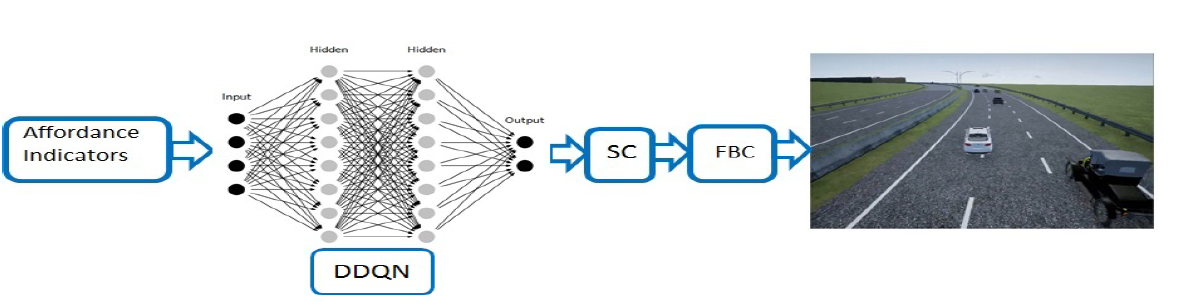 Hidden Hidden
Input
Output
Affordance
Indicators
SC
FBC
DDQN